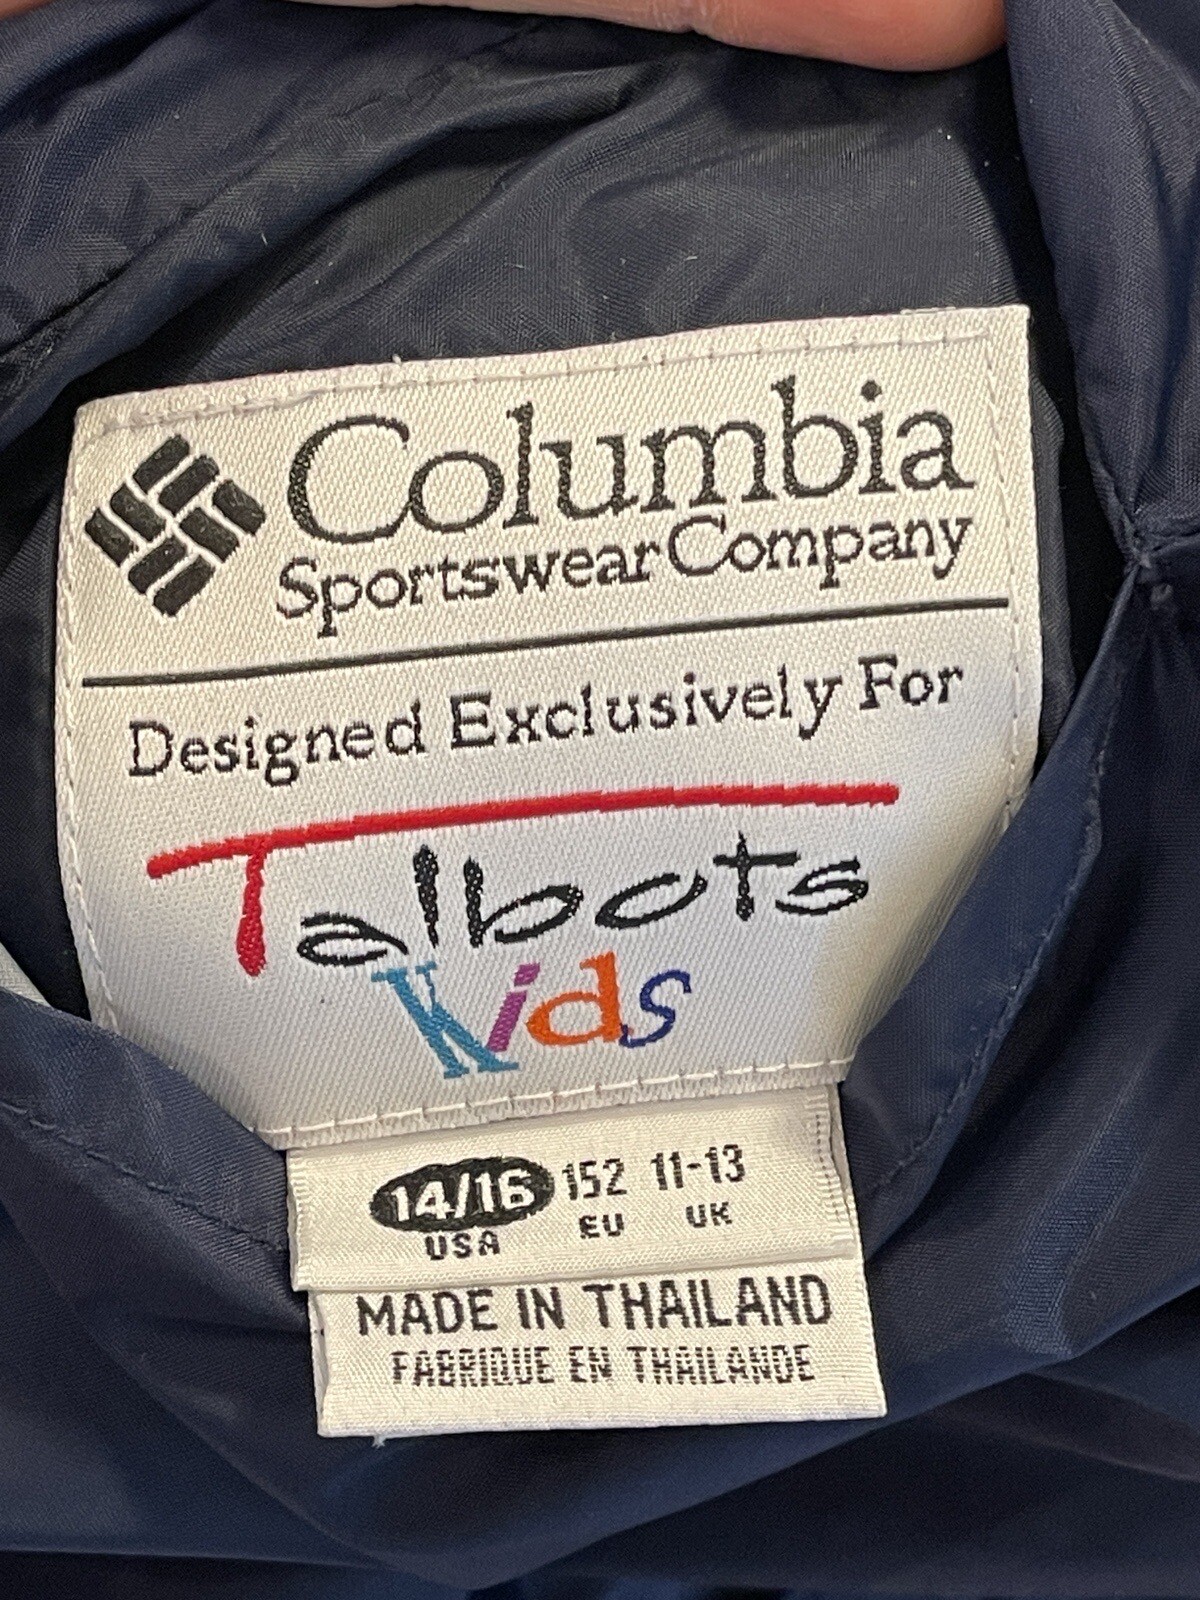 Columbia
Sportswear Company
Designed Exclusively For
Talbots
Kids
14/16 152 11-13
USA EU UK
MADE IN THAILAND
FABRIQUE EN THAILANDE